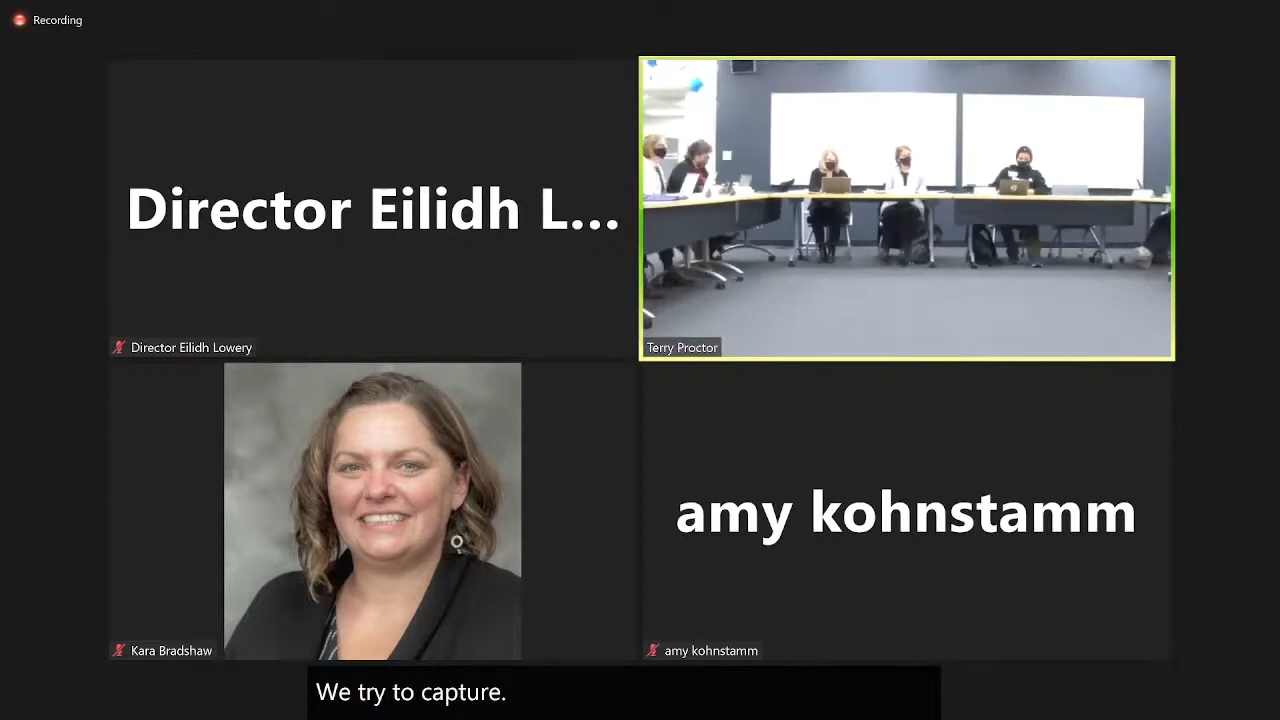 Recording
Director Eilidh L...
Director Eilidh Lowery
Terry Proctor
Kara Bradshaw
amy kohnstamm
amy kohnstamm
We try to capture.